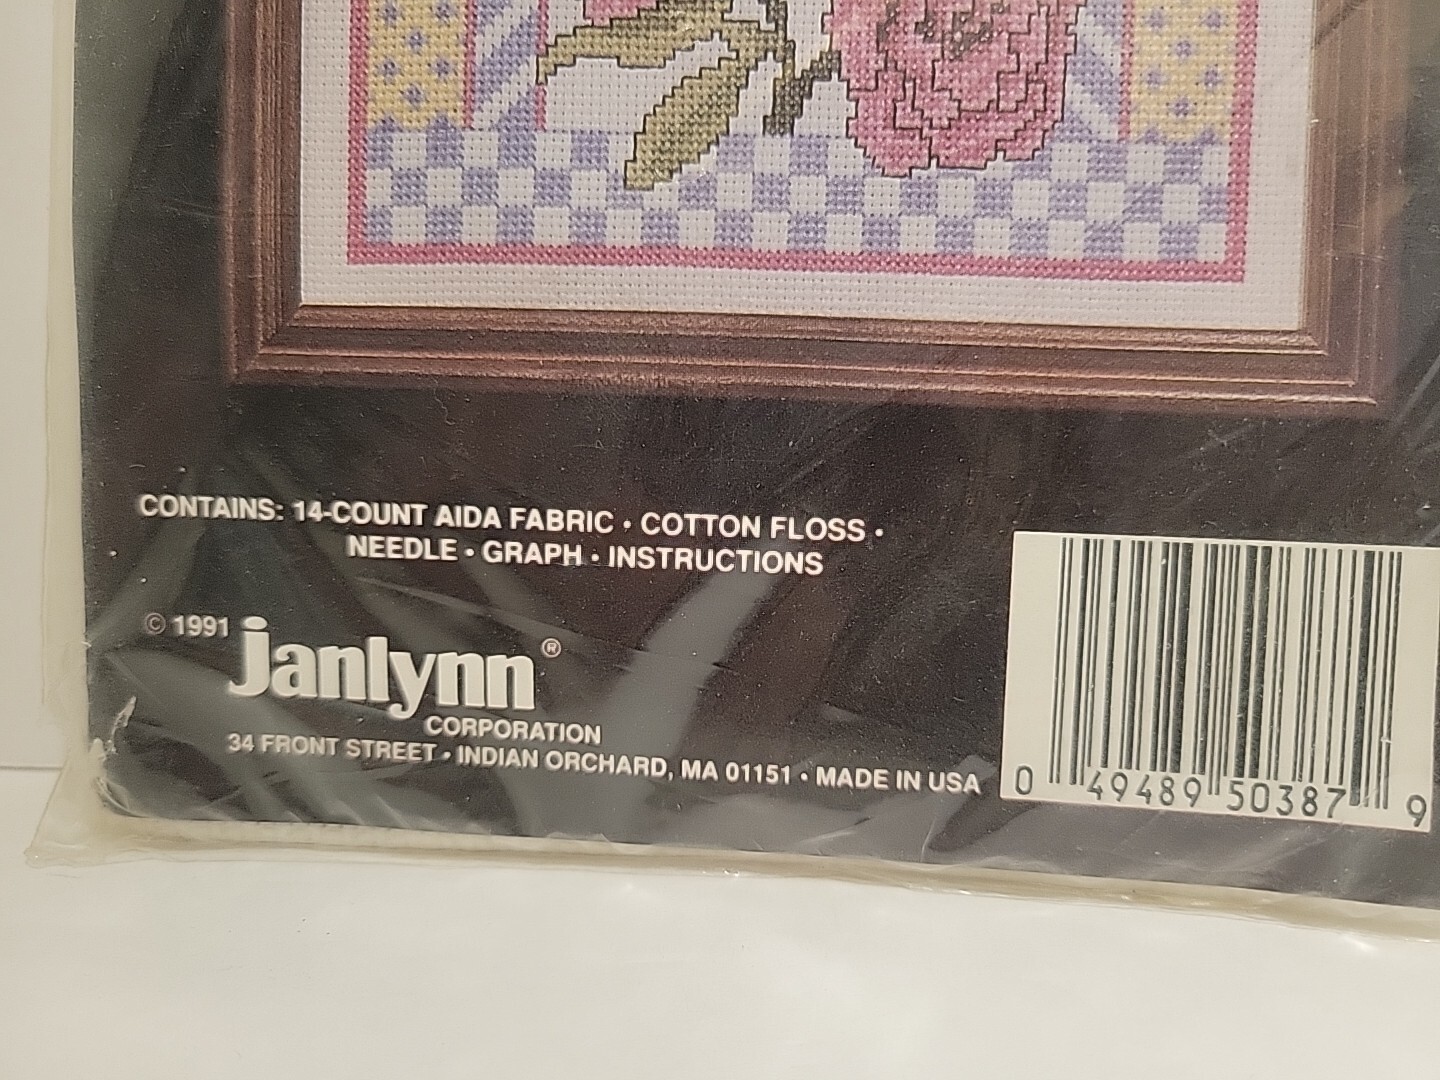 CONTAINS: 14-COUNT AIDA FABRIC • COTTON FLOSS •
NEEDLE • GRAPH • INSTRUCTIONS
© 1991 janlynn ®
CORPORATION
34 FRONT STREET • INDIAN ORCHARD, MA 01151 • MADE IN USA
0 49489 50387 9